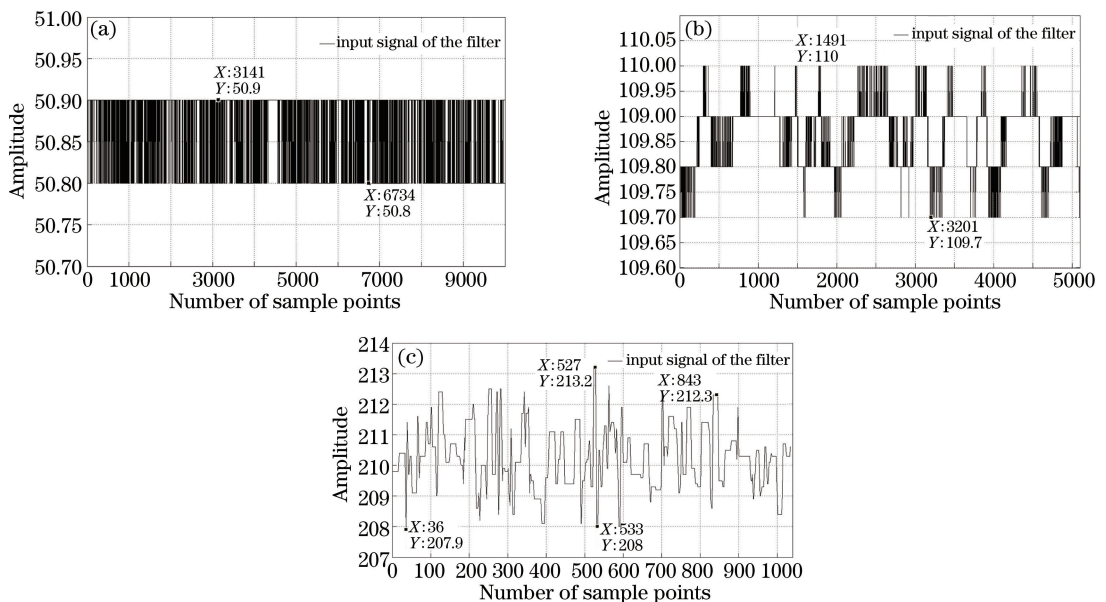 (a)
51.00
50.95
50.90
50.85
50.80
50.75
50.70
Amplitude
input signal of the filter
X:3141
Y:50.9
X:6734
Y:50.8
0 1000 3000 5000 7000 9000
Number of sample points
(b)
110.05
110.00
109.95
109.00
109.85
109.80
109.75
109.70
109.65
109.60
Amplitude
input signal of the filter
X:1491
Y:110
X:3201
Y:109.7
0 1000 2000 3000 4000 5000
Number of sample points
(c)
214
213
212
211
210
209
208
207
Amplitude
input signal of the filter
X:527
Y:213.2
X:843
Y:212.3
X:36
Y:207.9
X:533
Y:208
0 100 200 300 400 500 600 700 800 900 1000
Number of sample points